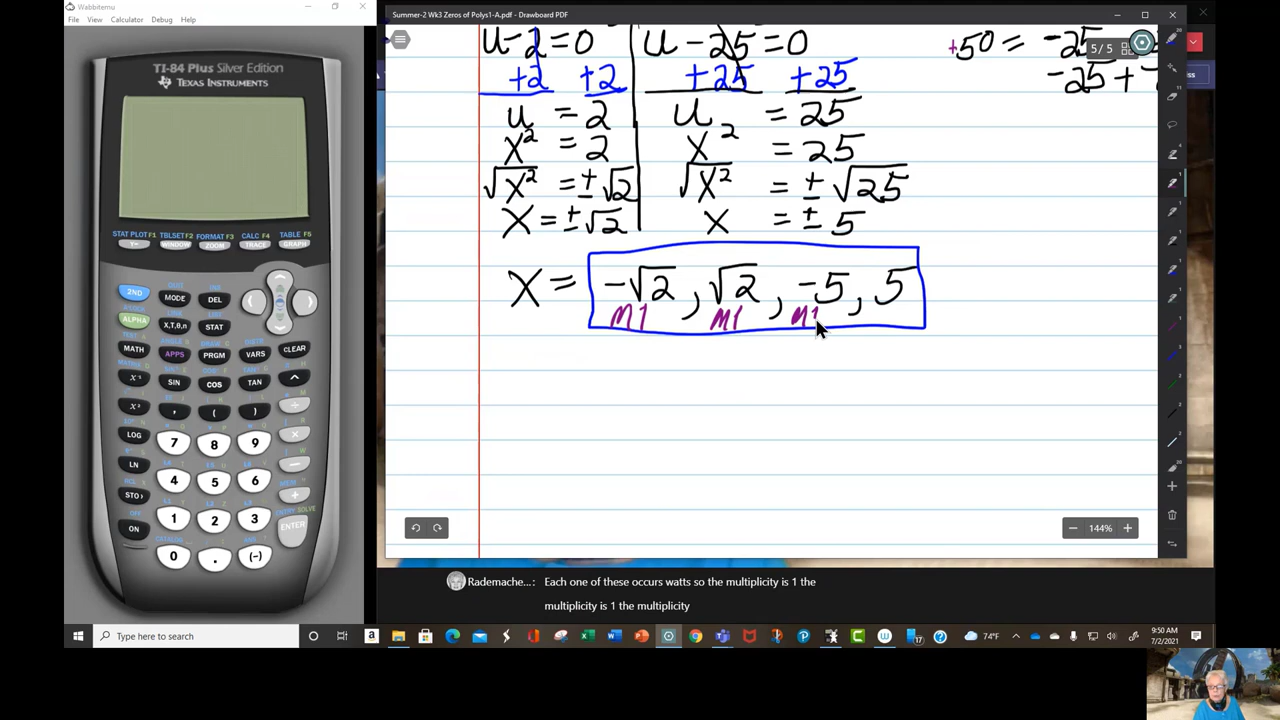 Wabbitemu
File View Calculator Debug Help
TI-84 Plus Silver Edition
TEXAS INSTRUMENTS
STAT PLOT F1 TBLSET F2 FORMAT F3 CALC F4 TABLE F5
Y= WINDOW ZOOM TRACE GRAPH
2ND MODE DEL
ALPHA X,T,θ,n STAT
MATH APPS PRGM VARS CLEAR
X⁻¹ SIN COS TAN ^
X² , ( ) ÷
LOG 7 8 9 ×
LN 4 5 6 −
STO› 1 2 3 +
ON 0 . (−) ENTER
Summer-2 Wk3 Zeros of Polys1-A.pdf - Drawboard PDF
5/5
u - 2 = 0 u - 25 = 0 +50 = -25
+2 +2 +25 +25 -25 +
u = 2 u = 25
x² = 2 x² = 25
√x² = ± √2 √x² = ± √25
x = ± √2 x = ± 5
x = -√2, √2, -5, 5
M1 M1 M1
144%
Rademache...: Each one of these occurs watts so the multiplicity is 1 the
multiplicity is 1 the multiplicity
Type here to search
74°F
9:50 AM
7/2/2021